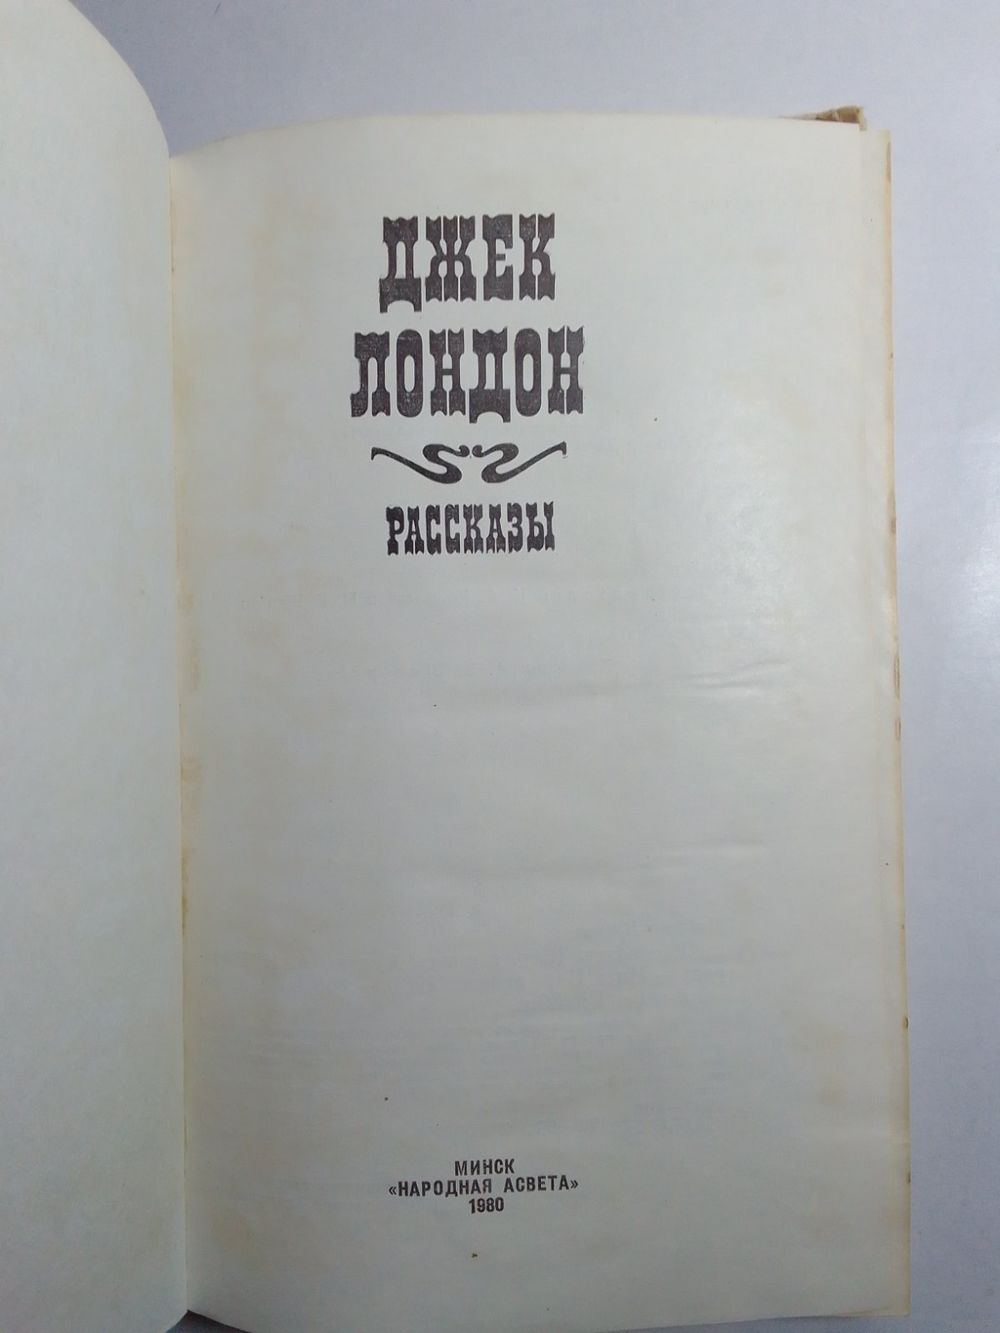 ДЖЕК
ЛОНДОН
РАССКАЗЫ
МИНСК
«НАРОДНАЯ АСВЕТА»
1980